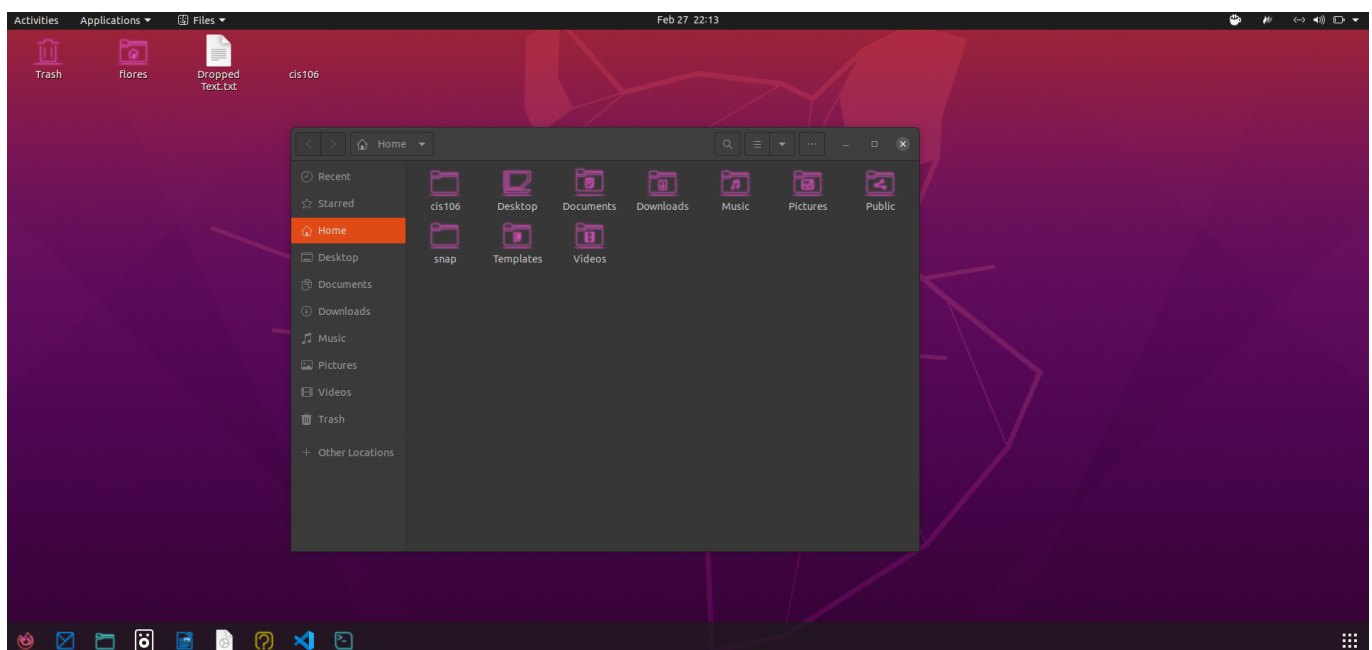 Activities Applications Files Feb 27 22:13
Trash flores Dropped cis106
Text.txt
Home
Recent
Starred
Home
Desktop
Documents
Downloads
Music
Pictures
Videos
Trash
+ Other Locations
cis106 Desktop Documents Downloads Music Pictures Public
snap Templates Videos